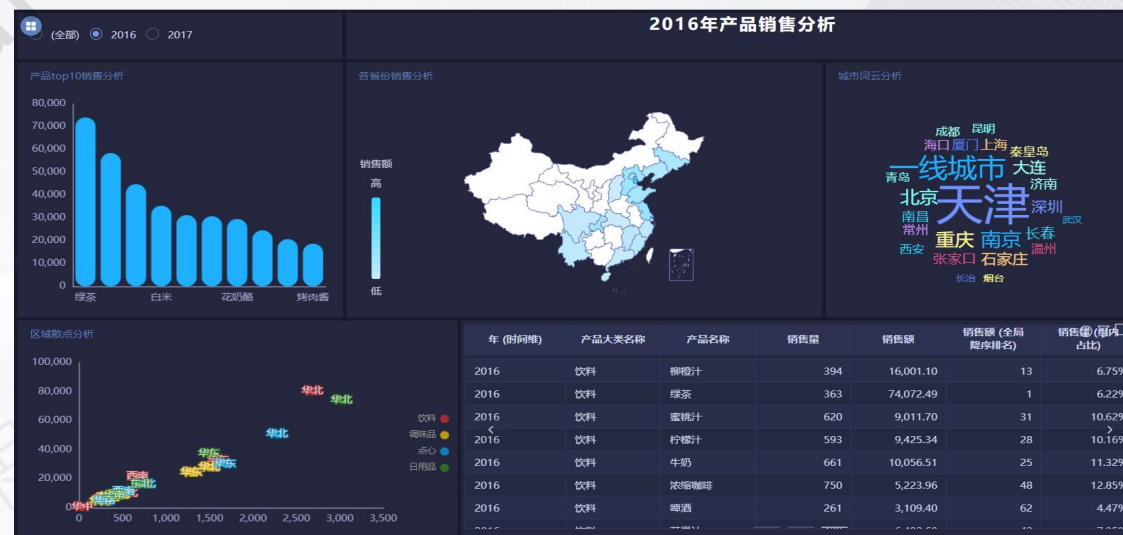 (全部) 2016 2017
2016年产品销售分析
产品top10销售分析
80,000
70,000
60,000
50,000
40,000
30,000
20,000
10,000
0
绿茶 白米 花奶酪 烤肉酱
各省份销售分析
销售额
高
低
城市词云分析
成都 昆明
海口 厦门 上海 秦皇岛
青岛 一线城市 大连
济南
北京 天津 深圳
南昌 武汉
常州 重庆 南京 长春
西安 张家口 石家庄 温州
长治 烟台
区域散点分析
100,000
80,000
60,000
40,000
20,000
0
0 500 1,000 1,500 2,000 2,500 3,000 3,500
华北
华北
华北
华东
华东
华北
华东
西南
东北
华南
华中
饮料
调味品
点心
日用品
年 (时间维) 产品大类名称 产品名称 销售量 销售额 销售额 (全局降序排名) 销售量(组内占比)
2016 饮料 柳橙汁 394 16,001.10 13 6.75%
2016 饮料 绿茶 363 74,072.49 1 6.22%
2016 饮料 蜜桃汁 620 9,011.70 31 10.62%
2016 饮料 柠檬汁 593 9,425.34 28 10.16%
2016 饮料 牛奶 661 10,056.51 25 11.32%
2016 饮料 浓缩咖啡 750 5,223.96 48 12.85%
2016 饮料 啤酒 261 3,109.40 62 4.47%